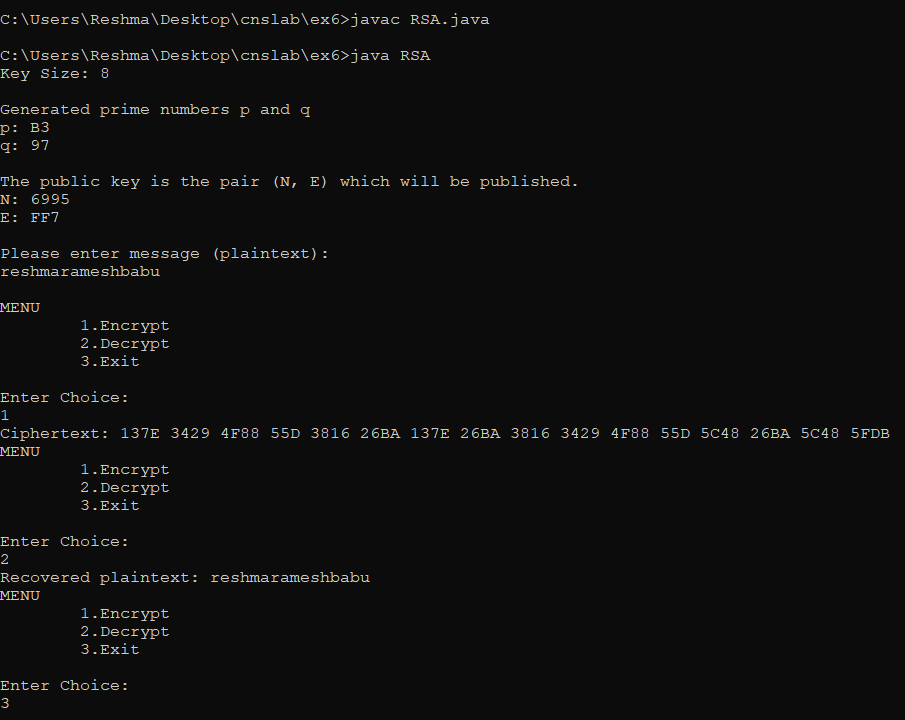 C:\Users\Reshma\Desktop\cnslab\ex6>javac RSA.java
C:\Users\Reshma\Desktop\cnslab\ex6>java RSA
Key Size: 8
Generated prime numbers p and q
p: B3
q: 97
The public key is the pair (N, E) which will be published.
N: 6995
E: FF7
Please enter message (plaintext):
reshmarameshbabu
MENU
1.Encrypt
2.Decrypt
3.Exit
Enter Choice:
1
Ciphertext: 137E 3429 4F88 55D 3816 26BA 137E 26BA 3816 3429 4F88 55D 5C48 26BA 5C48 5FDB
MENU
1.Encrypt
2.Decrypt
3.Exit
Enter Choice:
2
Recovered plaintext: reshmarameshbabu
MENU
1.Encrypt
2.Decrypt
3.Exit
Enter Choice:
3